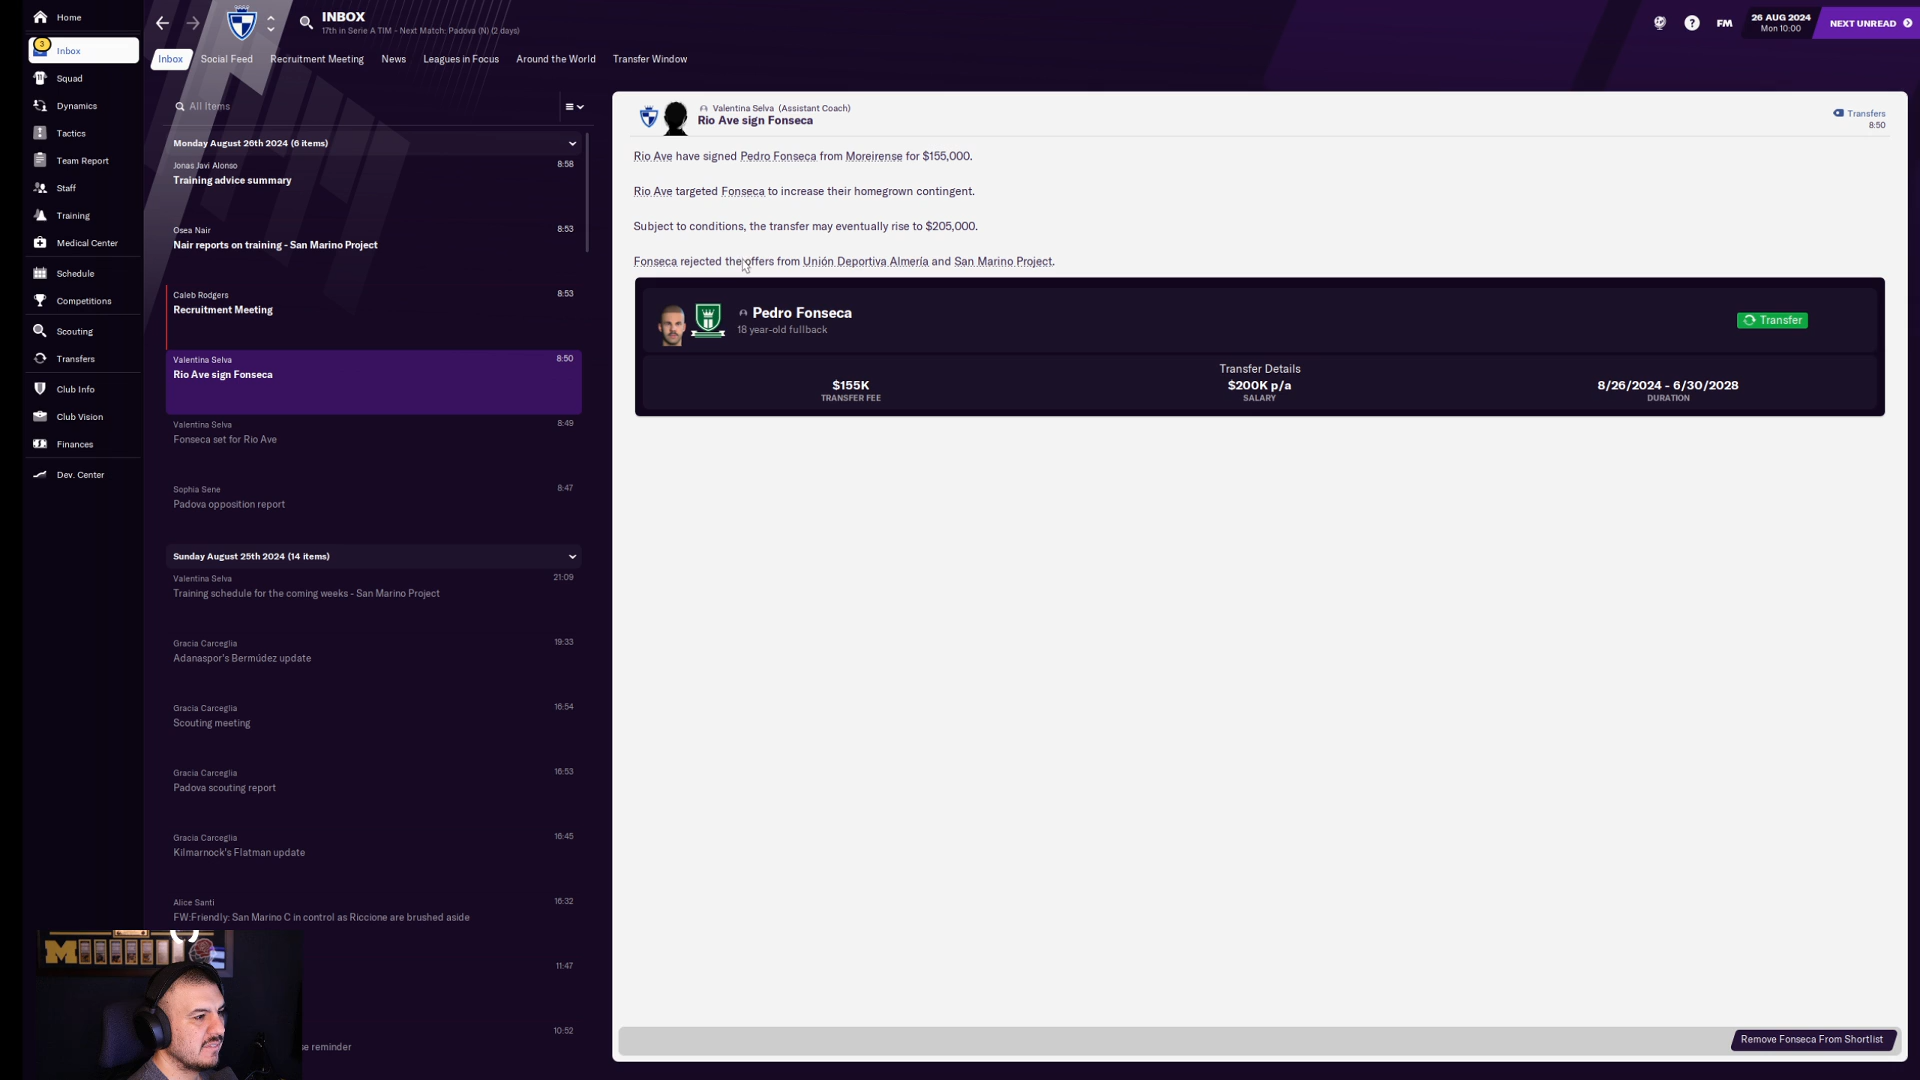 Home
3
Inbox
Squad
Dynamics
Tactics
Team Report
Staff
Training
Medical Center
Schedule
Competitions
Scouting
Transfers
Club Info
Club Vision
Finances
Dev. Center
INBOX
17th in Serie A TIM - Next Match: Padova (N) (2 days)
FM
26 AUG 2024
Mon 10:00
NEXT UNREAD
Inbox
Social Feed
Recruitment Meeting
News
Leagues in Focus
Around the World
Transfer Window
All Items
Monday August 26th 2024 (6 items)
Jonas Javi Alonso
8:58
Training advice summary
Osea Nair
8:53
Nair reports on training - San Marino Project
Caleb Rodgers
8:53
Recruitment Meeting
Valentina Selva
8:50
Rio Ave sign Fonseca
Valentina Selva
8:49
Fonseca set for Rio Ave
Sophia Sene
8:47
Padova opposition report
Sunday August 25th 2024 (14 items)
Valentina Selva
21:09
Training schedule for the coming weeks - San Marino Project
Gracia Carceglia
19:33
Adanaspor's Bermúdez update
Gracia Carceglia
16:54
Scouting meeting
Gracia Carceglia
16:53
Padova scouting report
Gracia Carceglia
16:45
Kilmarnock's Flatman update
Alice Santi
16:32
FW:Friendly: San Marino C in control as Riccione are brushed aside
11:47
10:52
se reminder
M
Valentina Selva (Assistant Coach)
Rio Ave sign Fonseca
Transfers
8:50
Rio Ave have signed Pedro Fonseca from Moreirense for $155,000.
Rio Ave targeted Fonseca to increase their homegrown contingent.
Subject to conditions, the transfer may eventually rise to $205,000.
Fonseca rejected the offers from Unión Deportiva Almería and San Marino Project.
Pedro Fonseca
18 year-old fullback
Transfer
Transfer Details
$155K
TRANSFER FEE
$200K p/a
SALARY
8/26/2024 - 6/30/2028
DURATION
Remove Fonseca From Shortlist